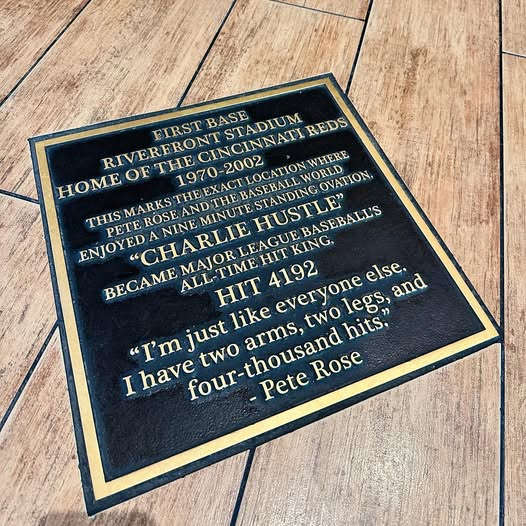 FIRST BASE
RIVERFRONT STADIUM
HOME OF THE CINCINNATI REDS
1970-2002
THIS MARKS THE EXACT LOCATION WHERE
PETE ROSE AND THE BASEBALL WORLD
ENJOYED A NINE MINUTE STANDING OVATION.
"CHARLIE HUSTLE"
BECAME MAJOR LEAGUE BASEBALL'S
ALL-TIME HIT KING.
HIT 4192
"I'm just like everyone else.
I have two arms, two legs, and
four-thousand hits."
- Pete Rose